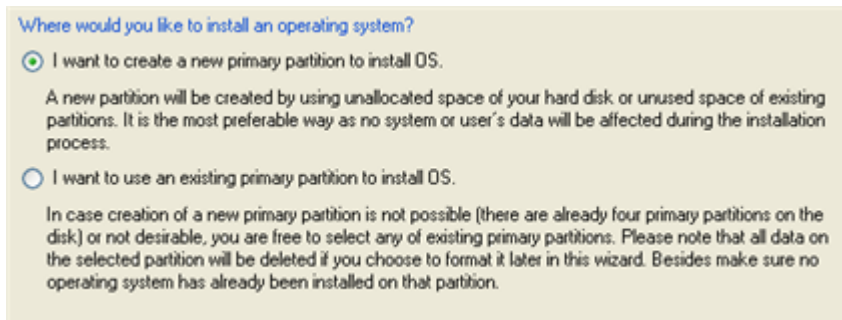 Where would you like to install an operating system?
I want to create a new primary partition to install OS.
A new partition will be created by using unallocated space of your hard disk or unused space of existing
partitions. It is the most preferable way as no system or user's data will be affected during the installation
process.
I want to use an existing primary partition to install OS.
In case creation of a new primary partition is not possible (there are already four primary partitions on the
disk) or not desirable, you are free to select any of existing primary partitions. Please note that all data on
the selected partition will be deleted if you choose to format it later in this wizard. Besides make sure no
operating system has already been installed on that partition.